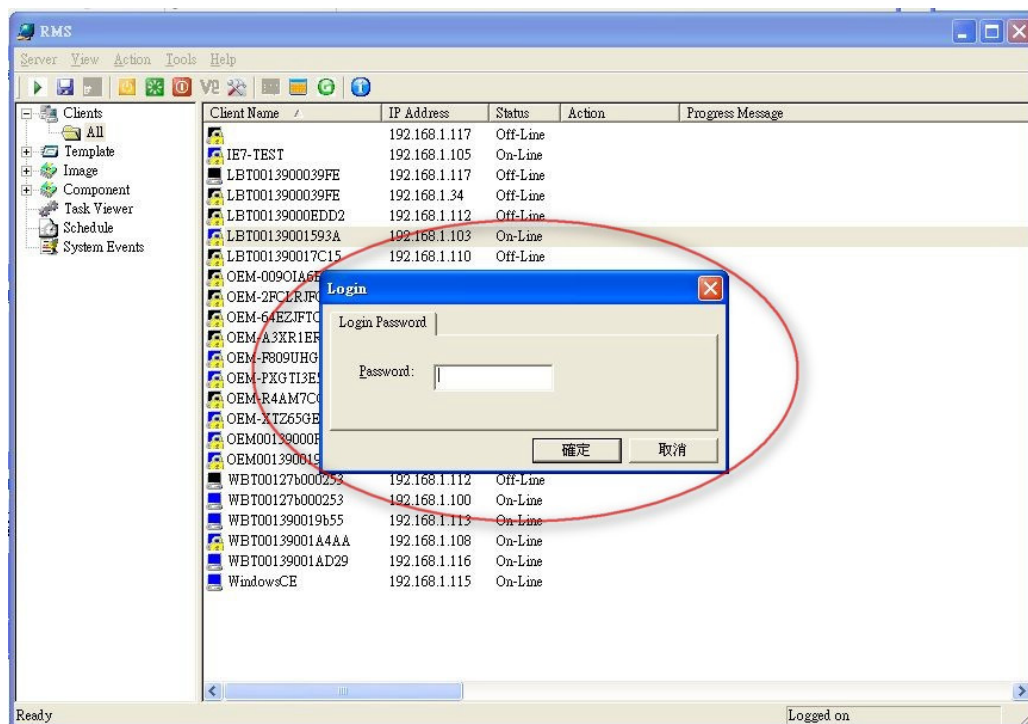 RMS
Server View Action Tools Help
Clients
All
Template
Image
Component
Task Viewer
Schedule
System Events
Client Name IP Address Status Action Progress Message
192.168.1.117 Off-Line
IE7-TEST 192.168.1.105 On-Line
LBT0013900039FE 192.168.1.117 Off-Line
LBT0013900039FE 192.168.1.34 Off-Line
LBT00139000EDD2 192.168.1.112 Off-Line
LBT00139001593A 192.168.1.103 On-Line
LBT001390017C15 192.168.1.110 Off-Line
Login
Login Password
Password:
確定 取消
WBT00127b000253 192.168.1.112 Off-Line
WBT00127b000253 192.168.1.100 On-Line
WBT001390019b55 192.168.1.113 On-Line
WBT00139001A4AA 192.168.1.108 On-Line
WBT00139001AD29 192.168.1.116 On-Line
WindowsCE 192.168.1.115 On-Line
Ready Logged on